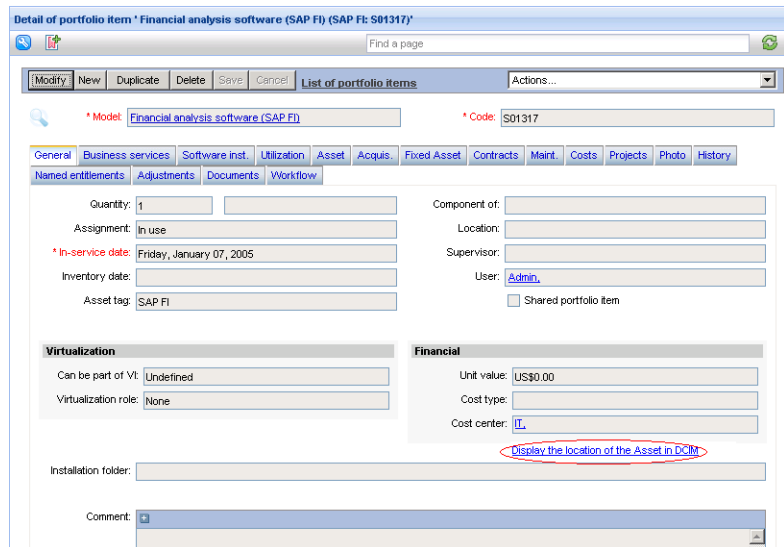 Detail of portfolio item ' Financial analysis software (SAP FI) (SAP FI: S01317)'
Find a page
Modify New Duplicate Delete Save Cancel List of portfolio items Actions...
* Model: Financial analysis software (SAP FI) * Code: S01317
General Business services Software inst. Utilization Asset Acquis. Fixed Asset Contracts Maint. Costs Projects Photo History
Named entitlements Adjustments Documents Workflow
Quantity: 1 Component of:
Assignment: In use Location:
* In-service date: Friday, January 07, 2005 Supervisor:
Inventory date: User: Admin,
Asset tag: SAP FI Shared portfolio item
Virtualization Financial
Can be part of VI: Undefined Unit value: US$0.00
Virtualization role: None Cost type:
Cost center: IT,
Display the location of the Asset in DCIM
Installation folder:
Comment: